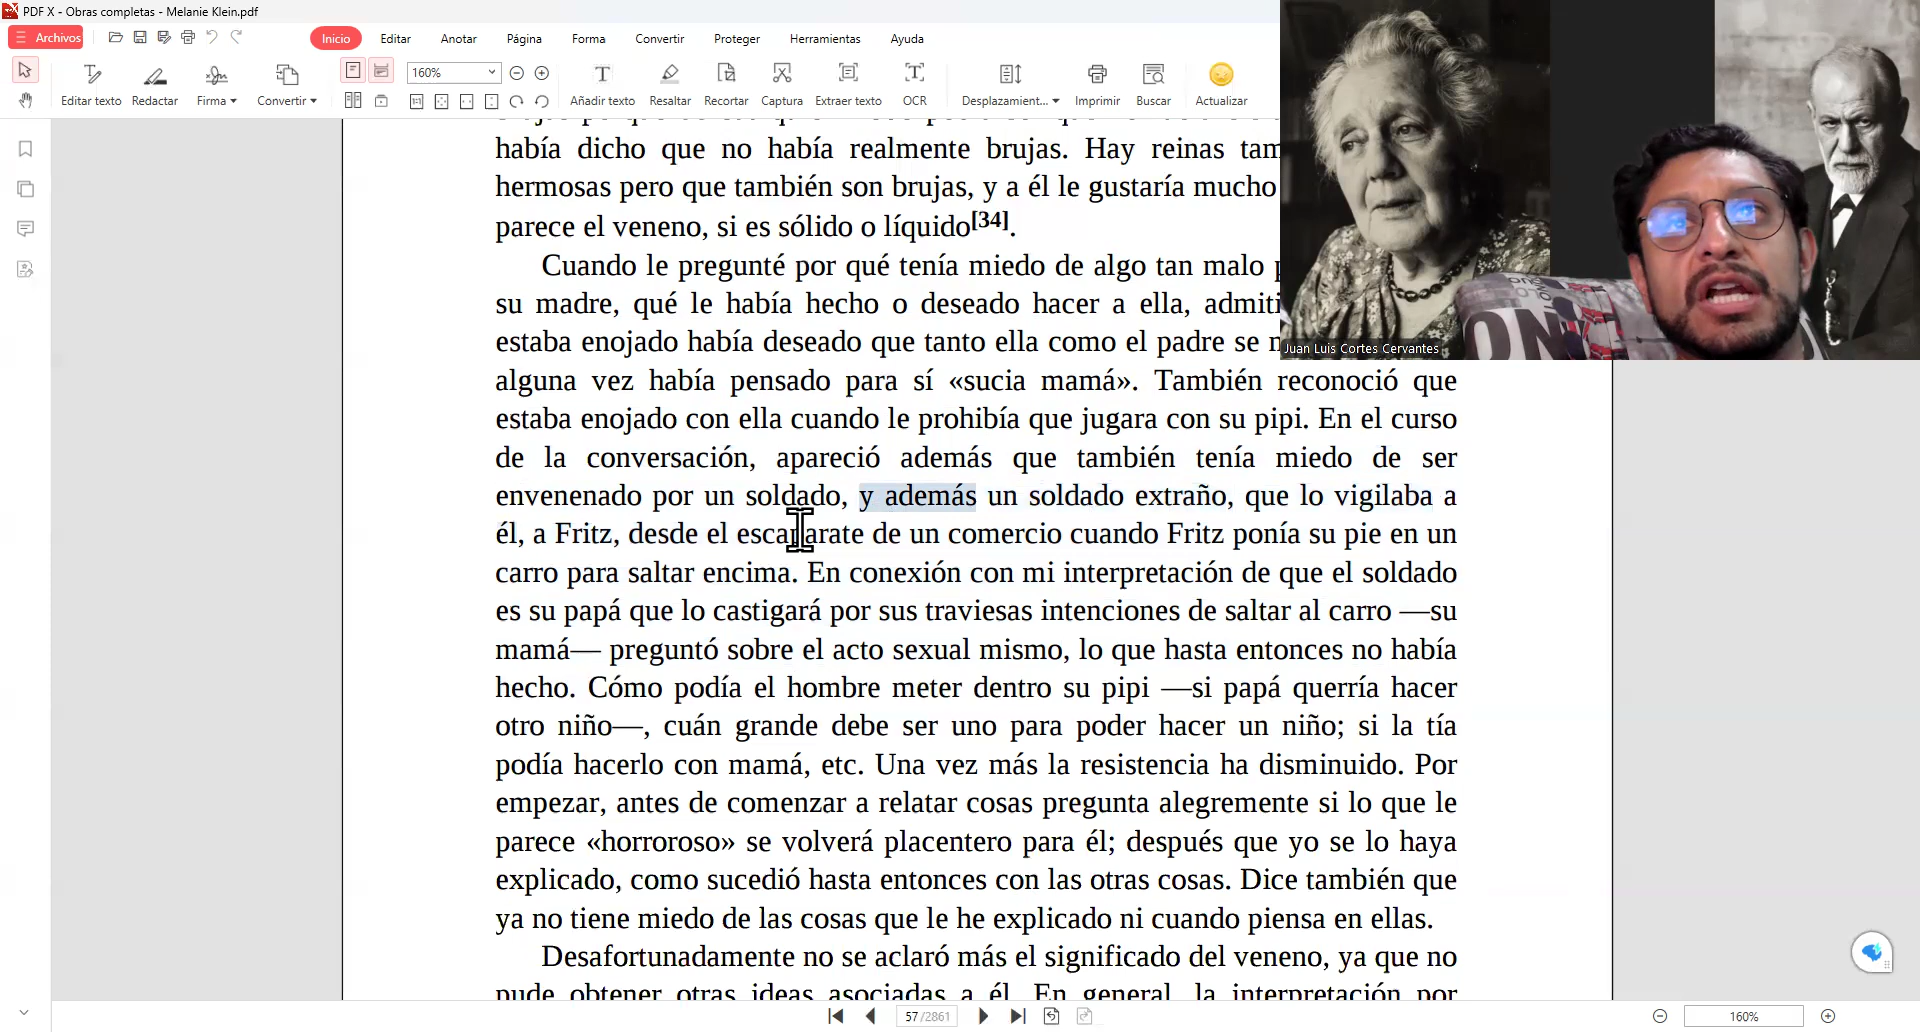 PDF X - Obras completas - Melanie Klein.pdf
Archivos
Inicio
Editar
Anotar
Página
Forma
Convertir
Proteger
Herramientas
Ayuda
160%
Editar texto
Redactar
Firma
Convertir
Añadir texto
Resaltar
Recortar
Captura
Extraer texto
OCR
Desplazamient...
Imprimir
Buscar
Actualizar
había dicho que no había realmente brujas. Hay reinas
hermosas pero que también son brujas, y a él le gustaría mucho
parece el veneno, si es sólido o líquido[34].
Cuando le pregunté por qué tenía miedo de algo tan malo
su madre, qué le había hecho o deseado hacer a ella,
estaba enojado había deseado que tanto ella como el padre se
alguna vez había pensado para sí «sucia mamá». También reconoció que
estaba enojado con ella cuando le prohibía que jugara con su pipi. En el curso
de la conversación, apareció además que también tenía miedo de ser
envenenado por un soldado, y además un soldado extraño, que lo vigilaba a
él, a Fritz, desde el escaparate de un comercio cuando Fritz ponía su pie en un
carro para saltar encima. En conexión con mi interpretación de que el soldado
es su papá que lo castigará por sus traviesas intenciones de saltar al carro —su
mamá— preguntó sobre el acto sexual mismo, lo que hasta entonces no había
hecho. Cómo podía el hombre meter dentro su pipi —si papá querría hacer
otro niño—, cuán grande debe ser uno para poder hacer un niño; si la tía
podía hacerlo con mamá, etc. Una vez más la resistencia ha disminuido. Por
empezar, antes de comenzar a relatar cosas pregunta alegremente si lo que le
parece «horroroso» se volverá placentero para él; después que yo se lo haya
explicado, como sucedió hasta entonces con las otras cosas. Dice también que
ya no tiene miedo de las cosas que le he explicado ni cuando piensa en ellas.
Desafortunadamente no se aclaró más el significado del veneno, ya que no
pude obtener otras ideas asociadas a él. En general, la interpretación por
Juan Luis Cortes Cervantes
57 /2861
160%